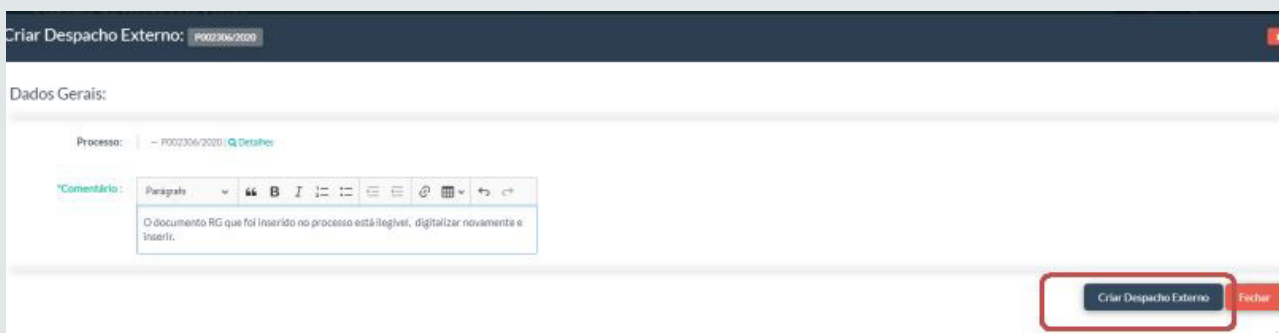 Criar Despacho Externo: P002306/2020
Dados Gerais:
Processo: — P002306/2020 | Detalhes
*Comentário : Parágrafo
O documento RG que foi inserido no processo está ilegível, digitalizar novamente e
inserir.
Criar Despacho Externo Fechar